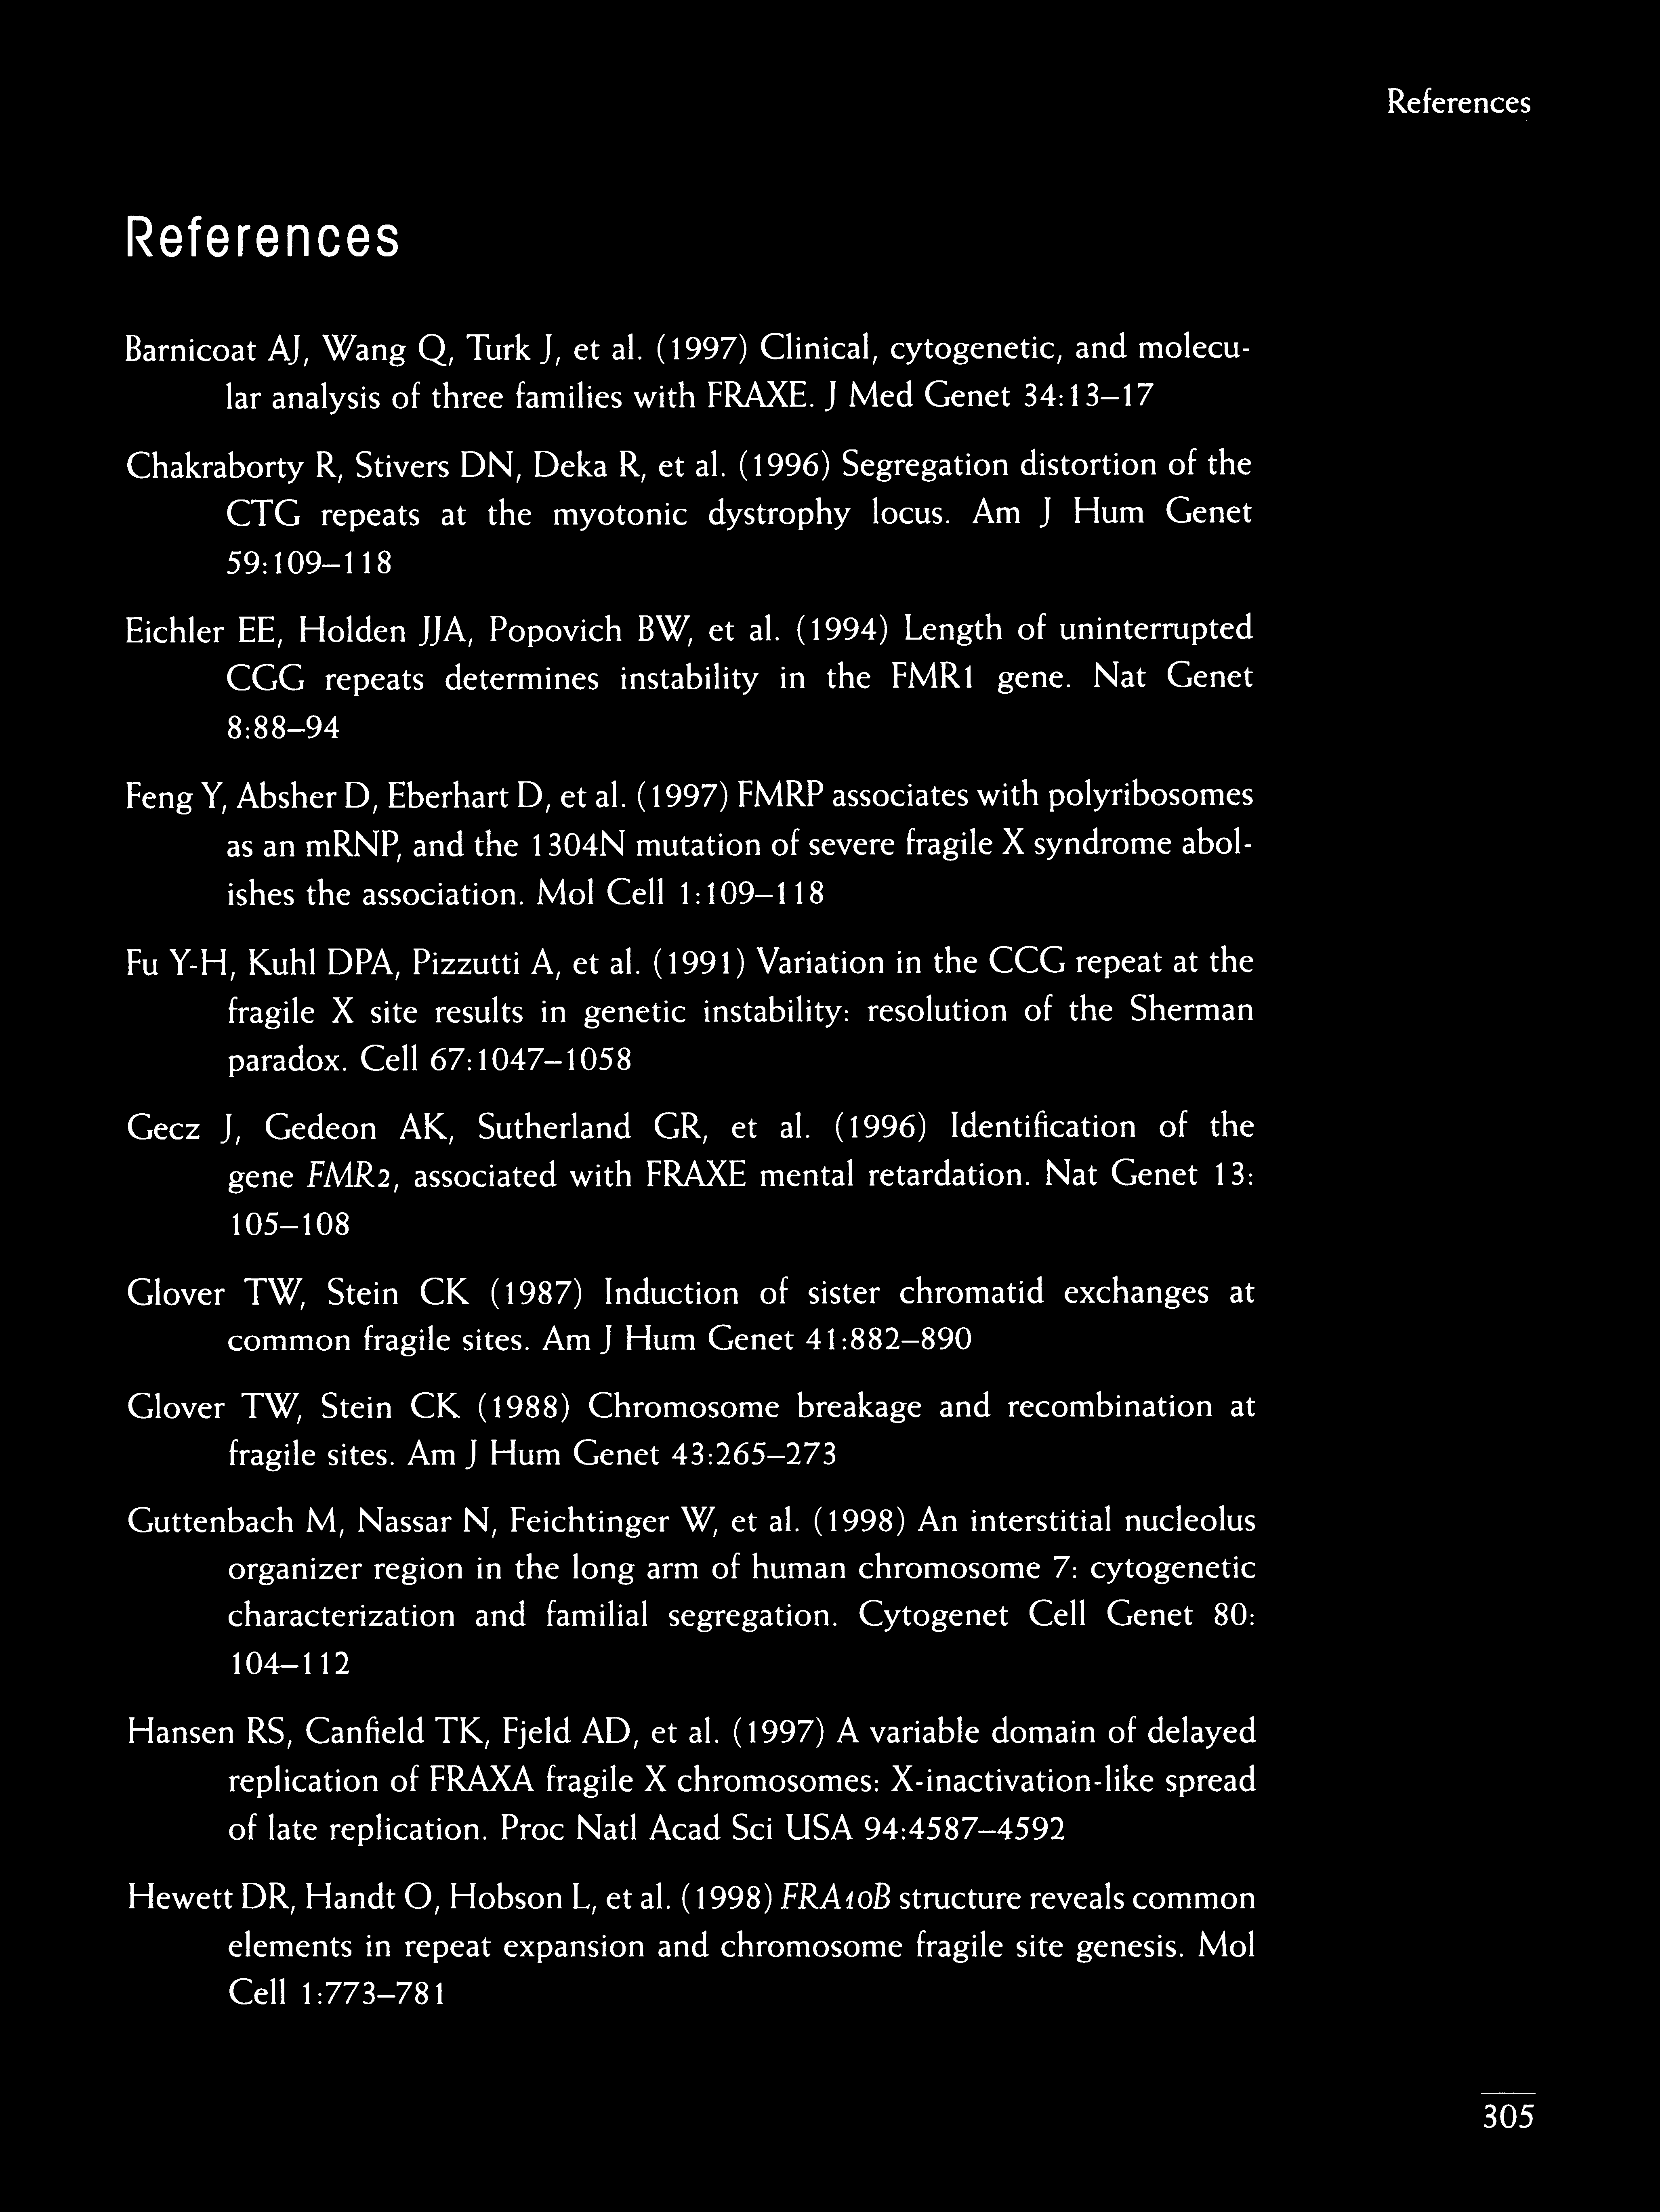 References
References
Barnicoat AJ, Wang Q, Turk J, et al. (1997) Clinical, cytogenetic, and molecu-
lar analysis of three families with FRAXE. J Med Genet 34:13–17
Chakraborty R, Stivers DN, Deka R, et al. (1996) Segregation distortion of the
CTG repeats at the myotonic dystrophy locus. Am J Hum Genet
59:109–118
Eichler EE, Holden JJA, Popovich BW, et al. (1994) Length of uninterrupted
CGG repeats determines instability in the FMR1 gene. Nat Genet
8:88–94
Feng Y, Absher D, Eberhart D, et al. (1997) FMRP associates with polyribosomes
as an mRNP, and the 1304N mutation of severe fragile X syndrome abol-
ishes the association. Mol Cell 1:109–118
Fu Y-H, Kuhl DPA, Pizzutti A, et al. (1991) Variation in the CCG repeat at the
fragile X site results in genetic instability: resolution of the Sherman
paradox. Cell 67:1047–1058
Gecz J, Gedeon AK, Sutherland GR, et al. (1996) Identification of the
gene FMR2, associated with FRAXE mental retardation. Nat Genet 13:
105–108
Glover TW, Stein CK (1987) Induction of sister chromatid exchanges at
common fragile sites. Am J Hum Genet 41:882–890
Glover TW, Stein CK (1988) Chromosome breakage and recombination at
fragile sites. Am J Hum Genet 43:265–273
Guttenbach M, Nassar N, Feichtinger W, et al. (1998) An interstitial nucleolus
organizer region in the long arm of human chromosome 7: cytogenetic
characterization and familial segregation. Cytogenet Cell Genet 80:
104–112
Hansen RS, Canfield TK, Fjeld AD, et al. (1997) A variable domain of delayed
replication of FRAXA fragile X chromosomes: X-inactivation-like spread
of late replication. Proc Natl Acad Sci USA 94:4587–4592
Hewett DR, Handt O, Hobson L, et al. (1998) FRA10B structure reveals common
elements in repeat expansion and chromosome fragile site genesis. Mol
Cell 1:773–781
305